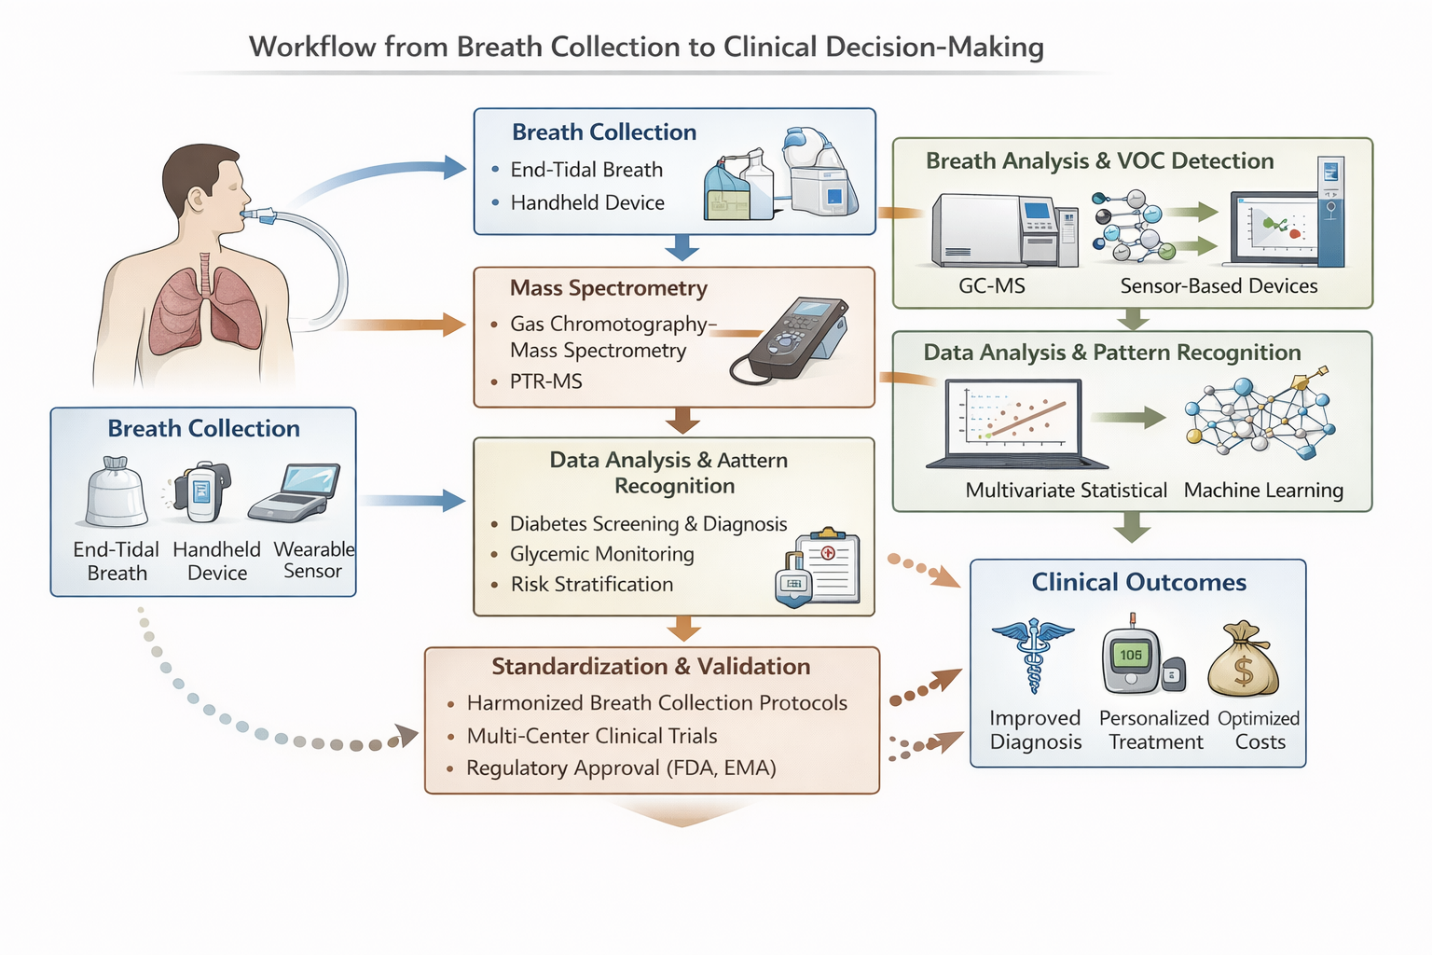 Workflow from Breath Collection to Clinical Decision-Making
Breath Collection
• End-Tidal Breath
• Handheld Device
Breath Analysis & VOC Detection
GC-MS
Sensor-Based Devices
Mass Spectrometry
• Gas Chromotography–
Mass Spectrometry
• PTR-MS
Data Analysis & Pattern Recognition
Multivariate Statistical
Machine Learning
Breath Collection
End-Tidal
Breath
Handheld
Device
Wearable
Sensor
Data Analysis & Aattern
Recognition
• Diabetes Screening & Diagnosis
• Glycemic Monitoring
• Risk Stratification
Clinical Outcomes
105
$
Improved
Diagnosis
Personalized
Treatment
Optimized
Costs
Standardization & Validation
• Harmonized Breath Collection Protocols
• Multi-Center Clinical Trials
• Regulatory Approval (FDA, EMA)